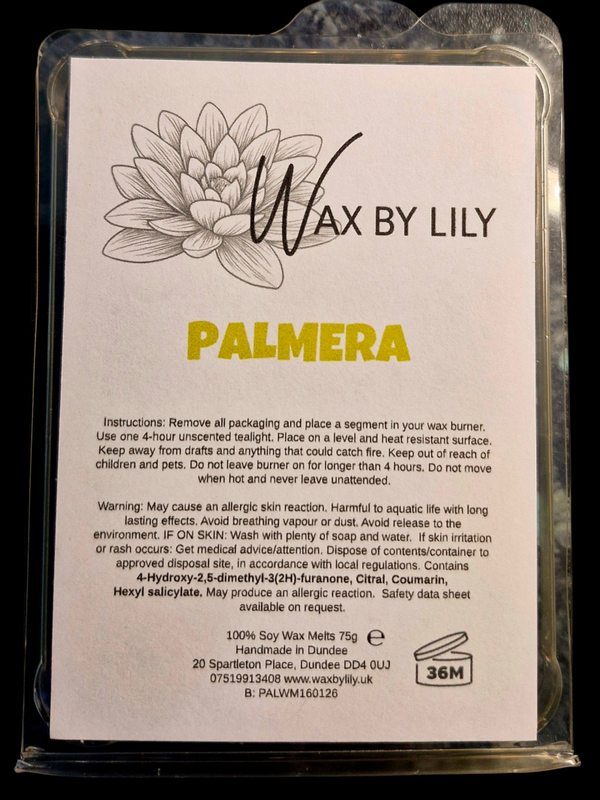 WAX BY LILY
PALMERA
Instructions: Remove all packaging and place a segment in your wax burner.
Use one 4-hour unscented tealight. Place on a level and heat resistant surface.
Keep away from drafts and anything that could catch fire. Keep out of reach of
children and pets. Do not leave burner on for longer than 4 hours. Do not move
when hot and never leave unattended.
Warning: May cause an allergic skin reaction. Harmful to aquatic life with long
lasting effects. Avoid breathing vapour or dust. Avoid release to the
environment. IF ON SKIN: Wash with plenty of soap and water. If skin irritation
or rash occurs: Get medical advice/attention. Dispose of contents/container to
approved disposal site, in accordance with local regulations. Contains
4-Hydroxy-2,5-dimethyl-3(2H)-furanone, Citral, Coumarin,
Hexyl salicylate. May produce an allergic reaction. Safety data sheet
available on request.
100% Soy Wax Melts 75g ℮
Handmade in Dundee
20 Spartleton Place, Dundee DD4 0UJ
07519913408 www.waxbylily.uk
B: PALWM160126
36M